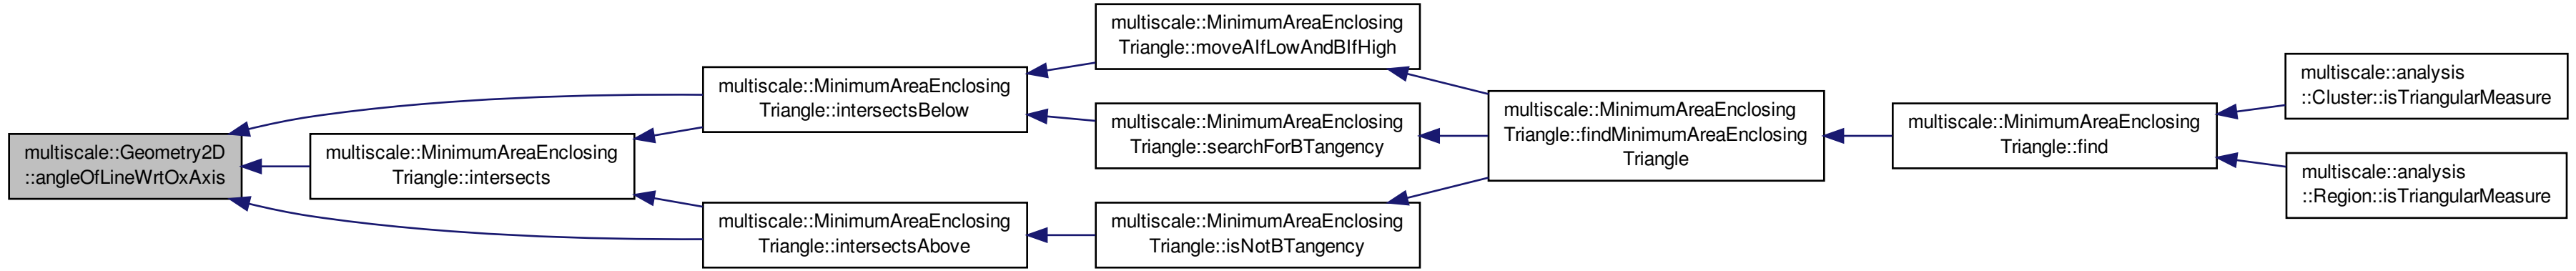 multiscale::Geometry2D
::angleOfLineWrtOxAxis
multiscale::MinimumAreaEnclosing
Triangle::intersects
multiscale::MinimumAreaEnclosing
Triangle::intersectsBelow
multiscale::MinimumAreaEnclosing
Triangle::intersectsAbove
multiscale::MinimumAreaEnclosing
Triangle::moveAIfLowAndBIfHigh
multiscale::MinimumAreaEnclosing
Triangle::searchForBTangency
multiscale::MinimumAreaEnclosing
Triangle::isNotBTangency
multiscale::MinimumAreaEnclosing
Triangle::findMinimumAreaEnclosing
Triangle
multiscale::MinimumAreaEnclosing
Triangle::find
multiscale::analysis
::Cluster::isTriangularMeasure
multiscale::analysis
::Region::isTriangularMeasure